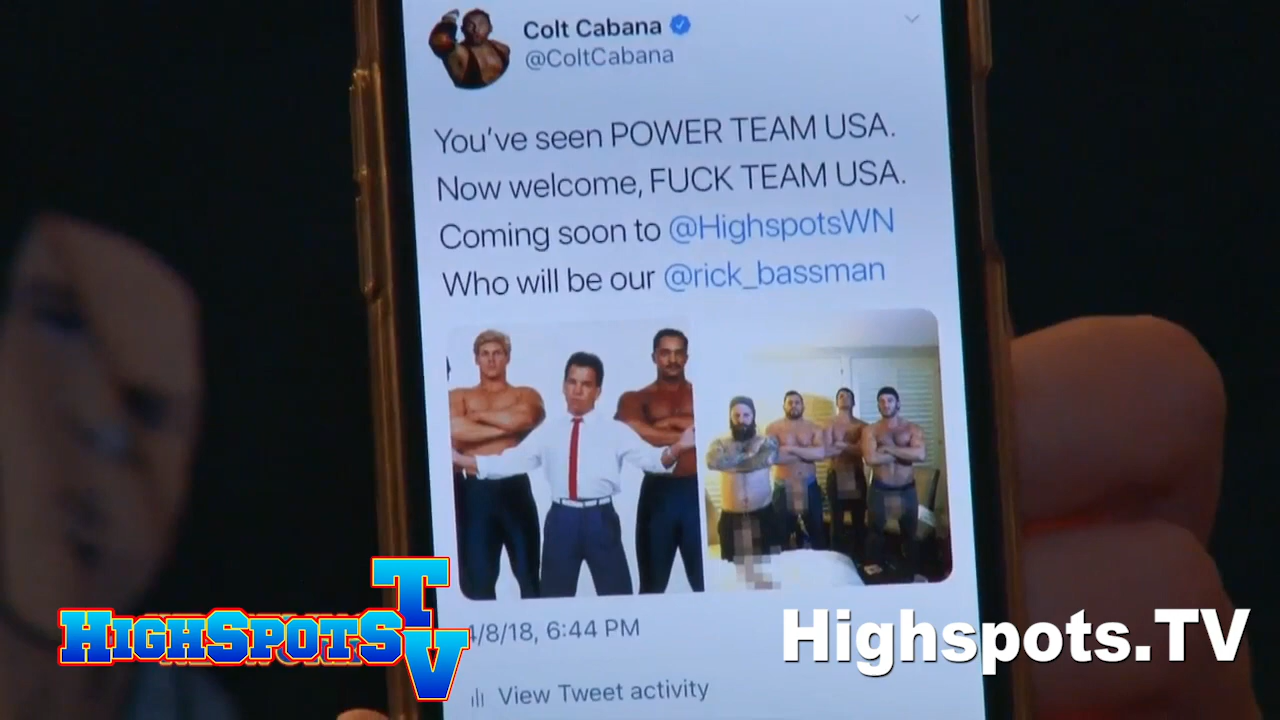 Colt Cabana
@ColtCabana
You've seen POWER TEAM USA.
Now welcome, FUCK TEAM USA.
Coming soon to @HighspotsWN
Who will be our @rick_bassman
/8/18, 6:44 PM
View Tweet activity
HIGHSPOTS
TV
Highspots.TV